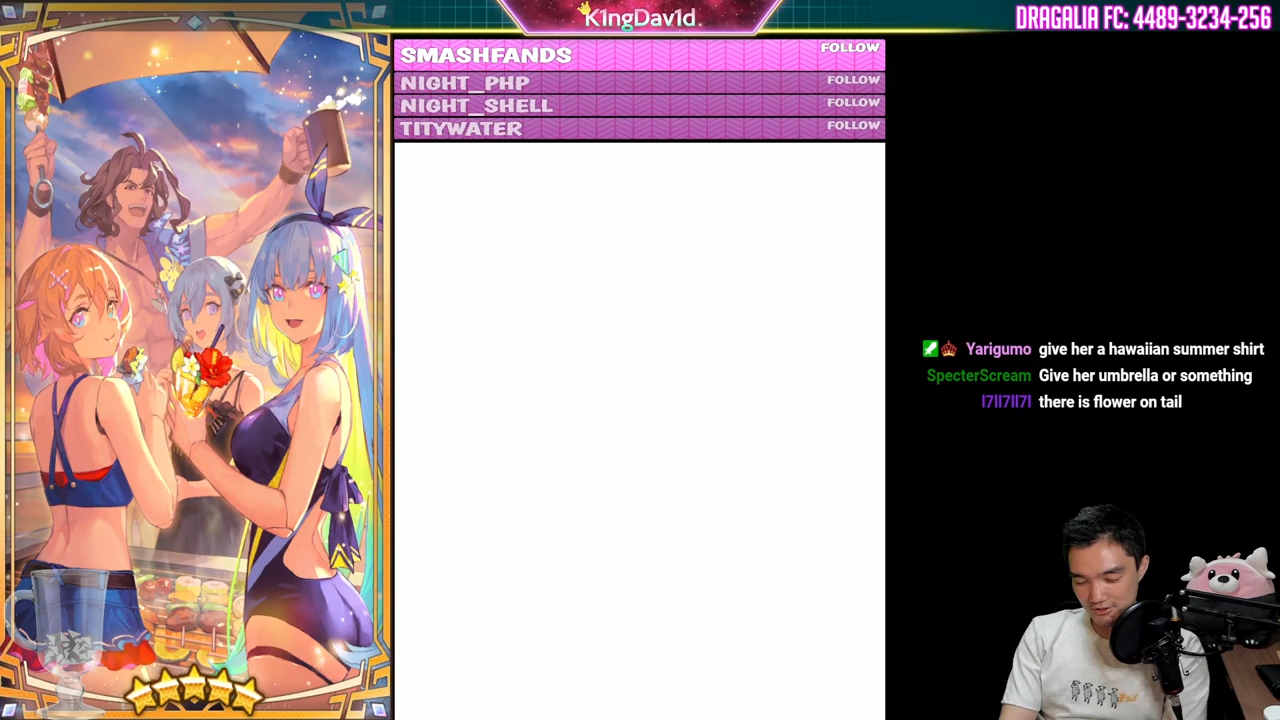 K1ngDav1d.
DRAGALIA FC: 4489-3234-256
SMASHFANDS FOLLOW
NIGHT_PHP FOLLOW
NIGHT_SHELL FOLLOW
TITYWATER FOLLOW
Yarigumo give her a hawaiian summer shirt
SpecterScream Give her umbrella or something
l7ll7ll7l there is flower on tail